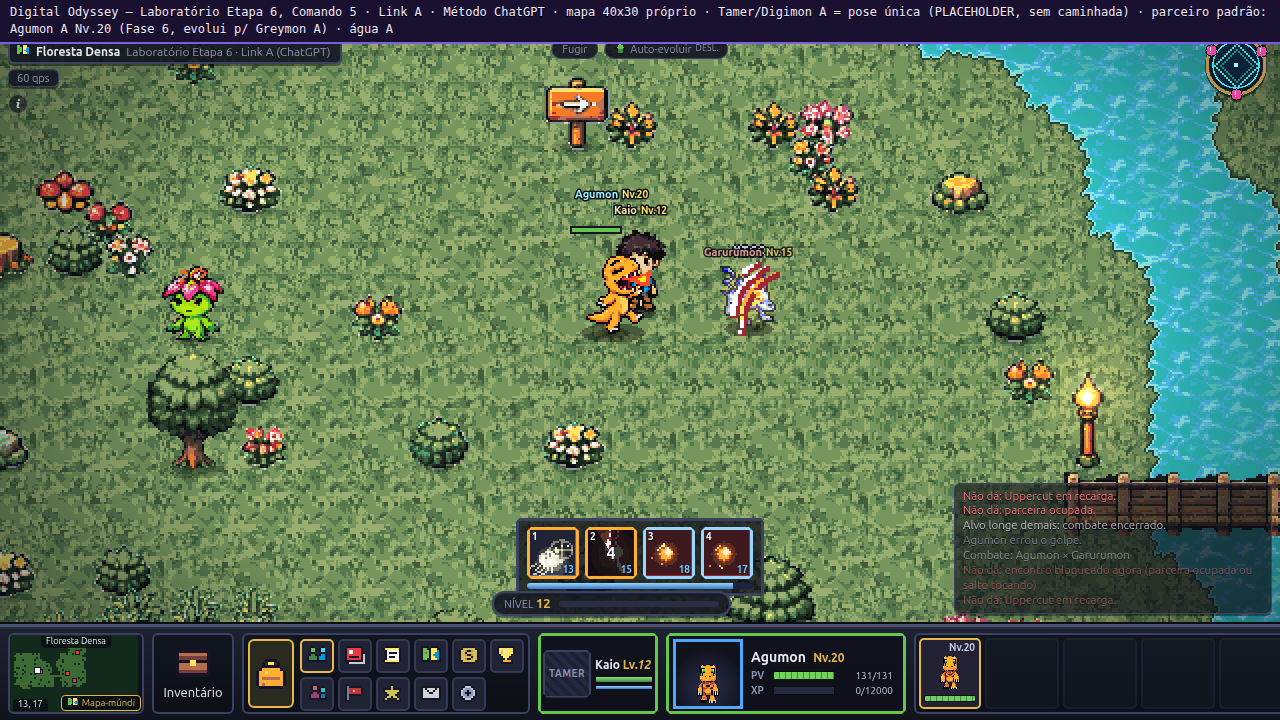 Digital Odyssey — Laboratório Etapa 6, Comando 5 · Link A · Método ChatGPT · mapa 40x30 próprio · Tamer/Digimon A = pose única (PLACEHOLDER, sem caminhada) · parceiro padrão:
Agumon A Nv.20 (Fase 6, evolui p/ Greymon A) · água A
Floresta Densa Laboratório Etapa 6 · Link A (ChatGPT)
Fugir
Auto-evoluir DESL.
60 qps
i
Agumon Nv.20
Kaio Nv.12
Garurumon Nv.15
Não dá: Uppercut em recarga.
Não dá: parceira ocupada.
Alvo longe demais: combate encerrado.
Agumon errou o golpe.
Combate: Agumon × Garurumon
Não dá: encontro bloqueado agora (parceira ocupada ou
salto tocando)
Não dá: Uppercut em recarga.
1 13
2 4 15
3 18
4 17
NÍVEL 12
Floresta Densa
13, 17
Mapa-múndi
Inventário
TAMER
Kaio Lv.12
Agumon Nv.20
PV 131/131
XP 0/12000
Nv.20